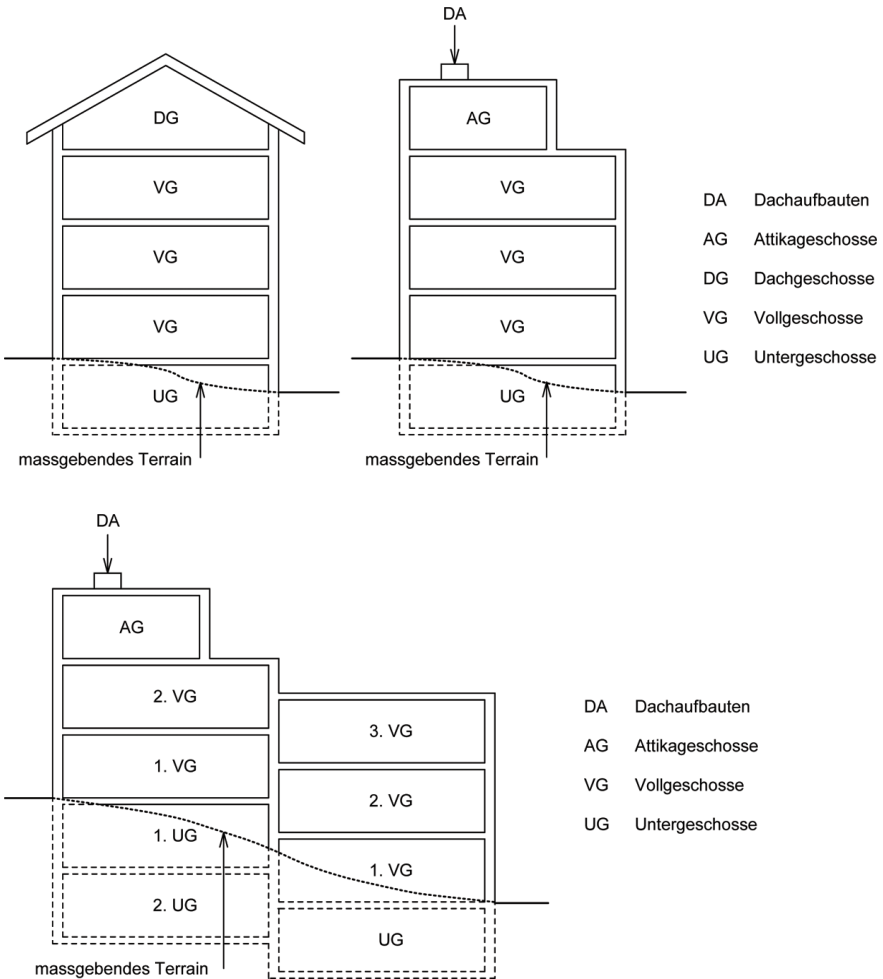 DA
DG
AG
VG
VG
DA Dachaufbauten
AG Attikageschosse
VG
VG
DG Dachgeschosse
VG
VG
VG Vollgeschosse
UG Untergeschosse
UG
UG
massgebendes Terrain
massgebendes Terrain
DA
AG
2. VG
3. VG
DA Dachaufbauten
AG Attikageschosse
1. VG
2. VG
VG Vollgeschosse
UG Untergeschosse
1. UG
1. VG
2. UG
UG
massgebendes Terrain